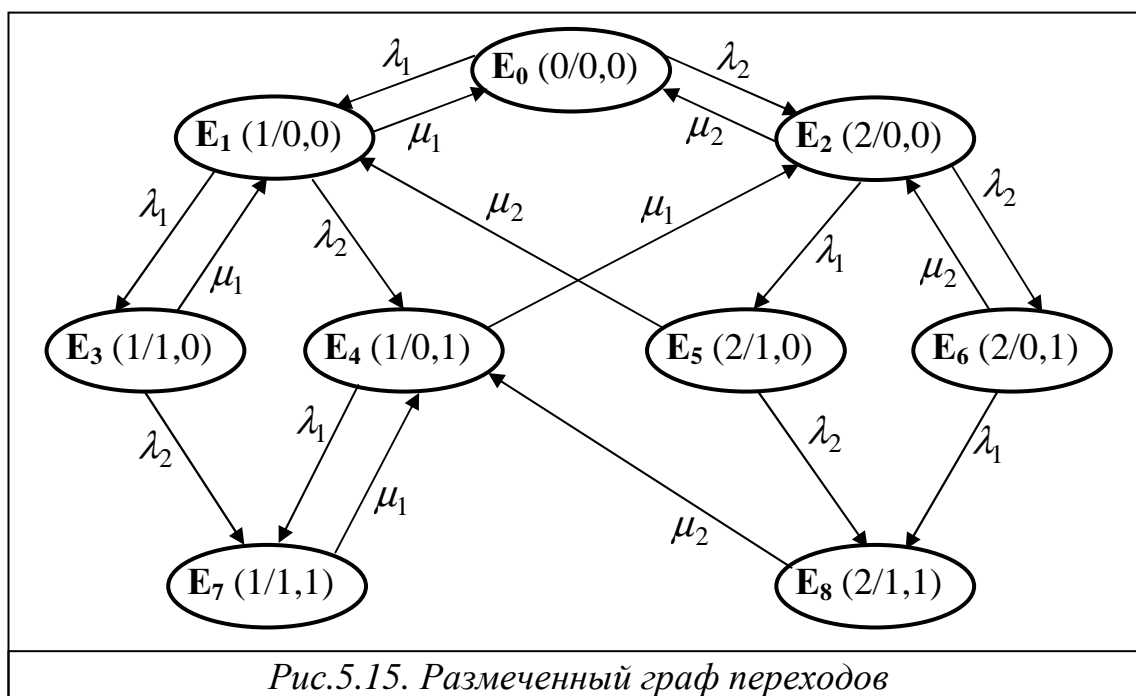 λ₁ E₀ (0/0,0) λ₂
E₁ (1/0,0) μ₁ μ₂ E₂ (2/0,0)
λ₁ μ₂ μ₁ λ₂
λ₂ λ₁
μ₁ μ₂
E₃ (1/1,0) E₄ (1/0,1) E₅ (2/1,0) E₆ (2/0,1)
λ₂ λ₁ λ₂ λ₁
μ₁ μ₂
E₇ (1/1,1) E₈ (2/1,1)
Рис.5.15. Размеченный граф переходов